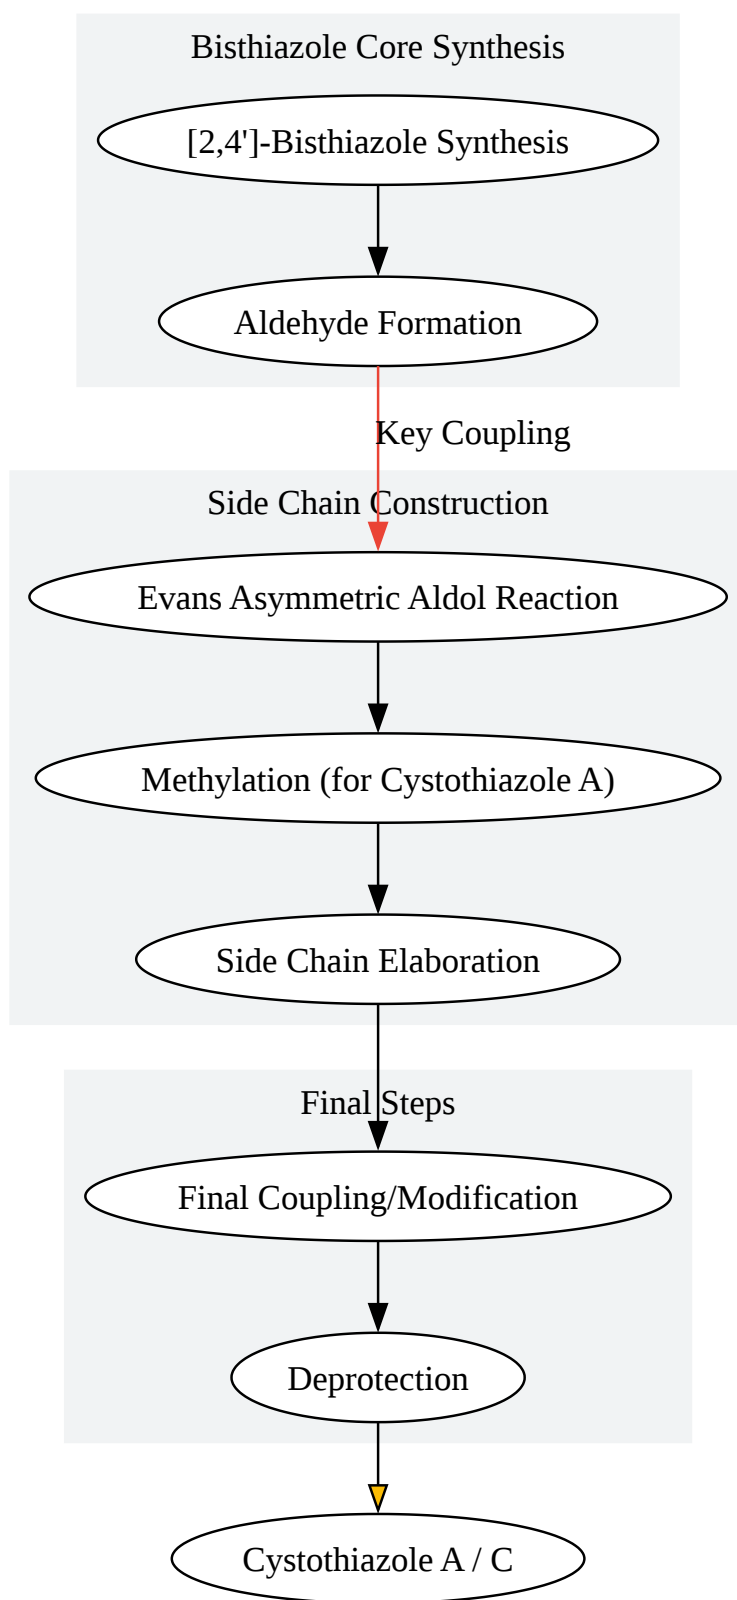 Bisthiazole Core Synthesis
[2,4']-Bisthiazole Synthesis
Aldehyde Formation
Key Coupling
Side Chain Construction
Evans Asymmetric Aldol Reaction
Methylation (for Cystothiazole A)
Side Chain Elaboration
Final Steps
Final Coupling/Modification
Deprotection
Cystothiazole A / C